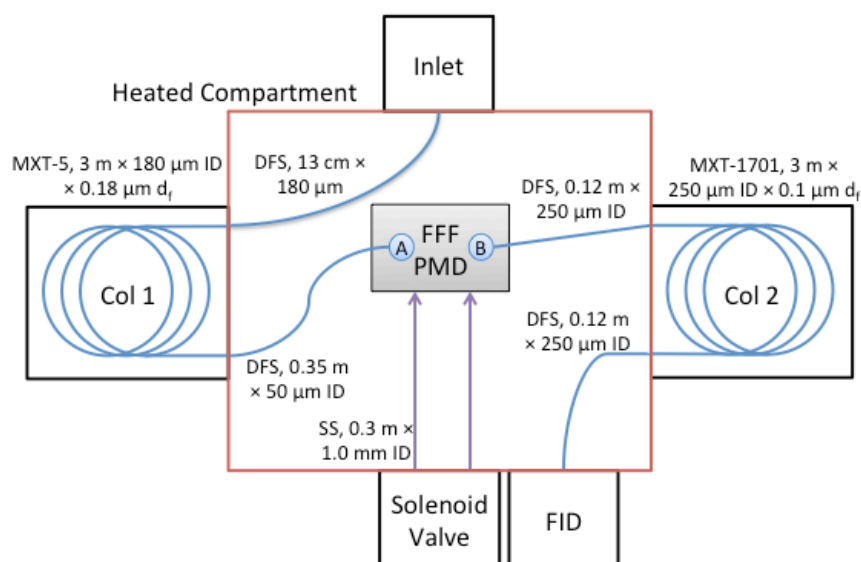 Inlet
Heated Compartment
MXT-5, 3 m × 180 µm ID
× 0.18 µm df
DFS, 13 cm ×
180 µm
DFS, 0.12 m ×
250 µm ID
MXT-1701, 3 m ×
250 µm ID × 0.1 µm df
Col 1
A
FFF
PMD
B
Col 2
DFS, 0.35 m
× 50 µm ID
DFS, 0.12 m
× 250 µm ID
SS, 0.3 m ×
1.0 mm ID
Solenoid
Valve
FID